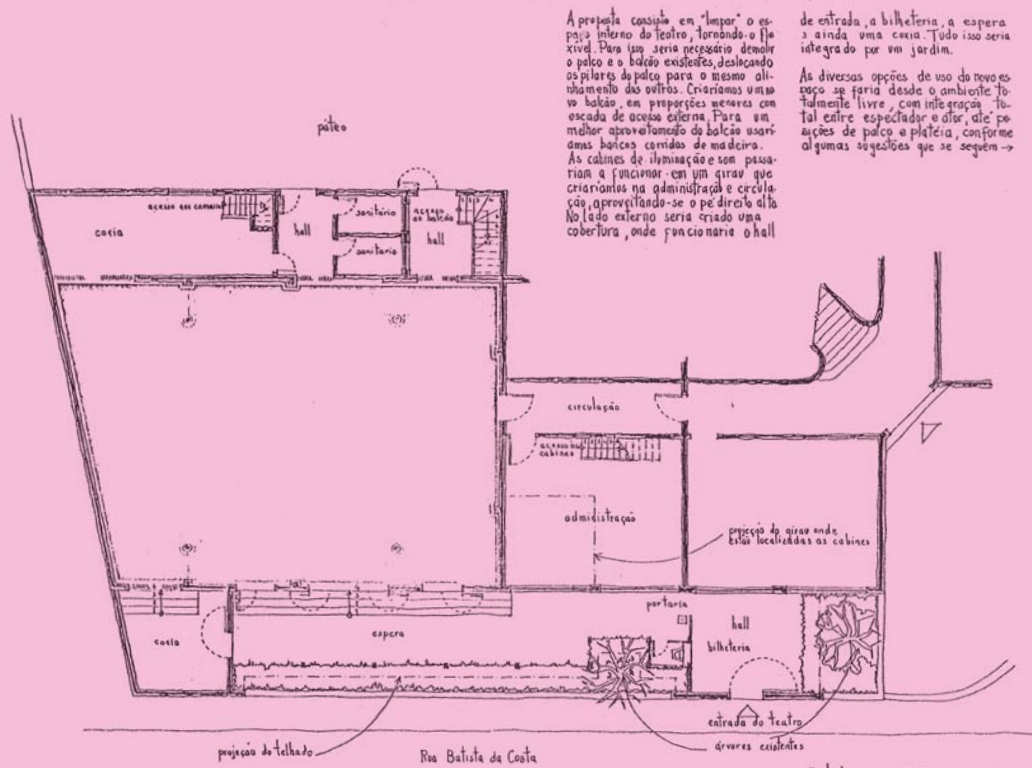 A proposta consiste em "limpar" o es-
paço interno do teatro, tornando-o fle
xível. Para isso seria necessário demolir
o palco e o balcão existentes, deslocando
os pilares do palco para o mesmo ali-
nhamento dos outros. Criaríamos um no
vo balcão, em proporções menores com
escada de acesso externa. Para um
melhor aproveitamento do balcão usarí-
amos bancos corridos de madeira.
As cabines de iluminação e som passa-
riam a funcionar em um girau que
criaríamos na administração e circula-
ção, aproveitando-se o pé direito alto
No lado externo seria criado uma
cobertura, onde funcionaria o hall
de entrada, a bilheteria, a espera
e ainda uma coxia. Tudo isso seria
integrado por um jardim.
As diversas opções de uso do novo es
paço se faria desde o ambiente to-
talmente livre, com integração to-
tal entre espectador e ator, até po
sições de palco e platéia, conforme
algumas sugestões que se seguem →
páteo
acesso aos camarins
coxia
hall
sanitário
sanitário
acesso
ao balcão
hall
circulação
acesso às
cabines
administração
projeção do girau onde
estão localizadas as cabines
portaria
hall
bilheteria
coxia
espera
entrada do teatro
árvores existentes
projeção do telhado
Rua Batista da Costa